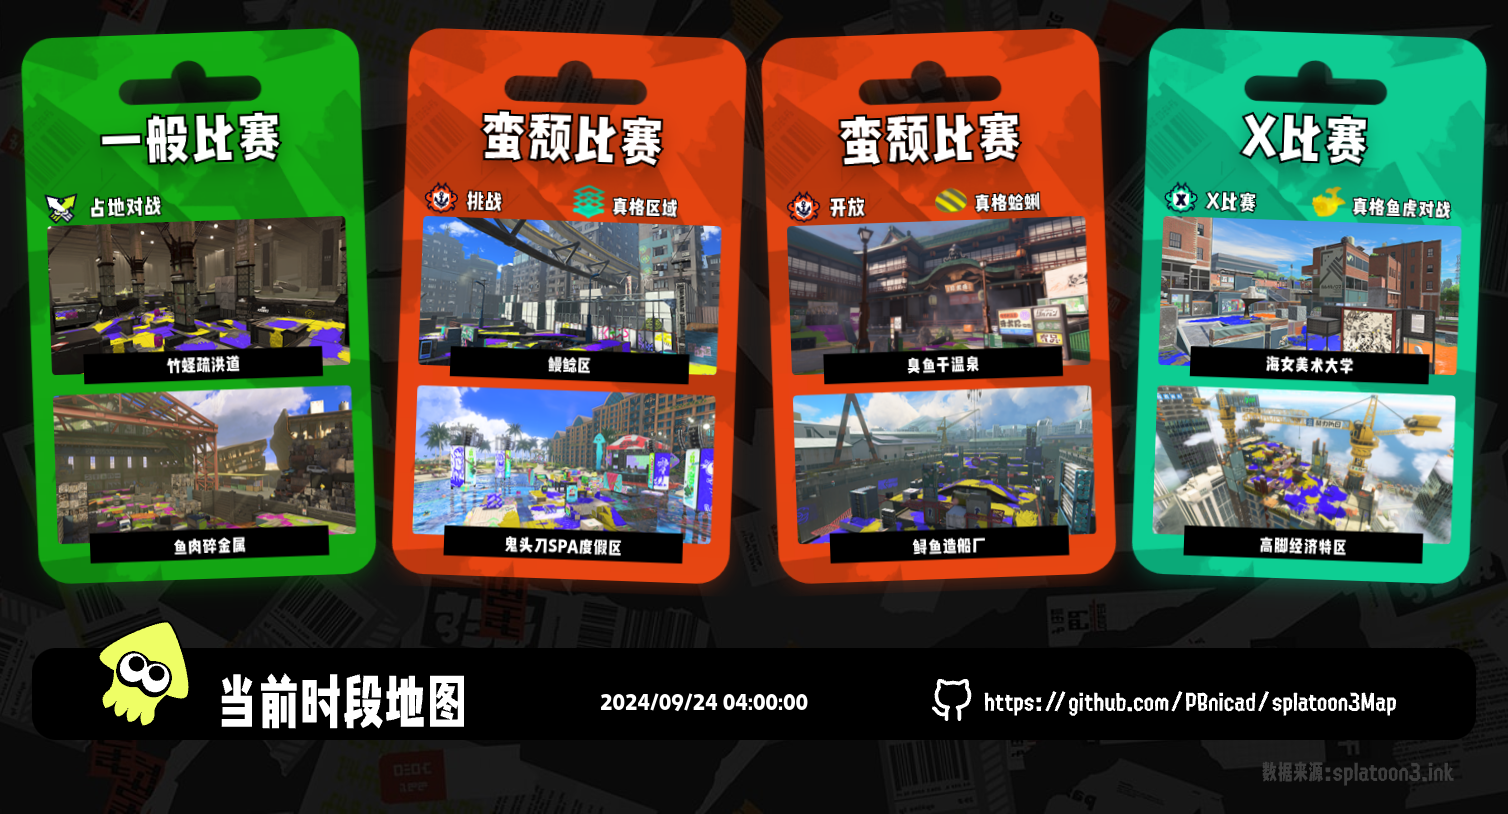 一般比赛
占地对战
竹蛏疏洪道
鱼肉碎金属
蛮颓比赛
挑战
真格区域
鳗鲶区
鬼头刀SPA度假区
蛮颓比赛
开放
真格蛤蜊
臭鱼干温泉
鲟鱼造船厂
X比赛
X比赛
真格鱼虎对战
海女美术大学
高脚经济特区
当前时段地图
2024/09/24 04:00:00
https://github.com/PBnicad/splatoon3Map
数据来源:splatoon3.ink